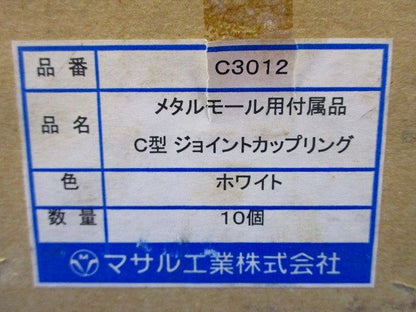 品番 C3012
品名 メタルモール用付属品
C型 ジョイントカップリング
色 ホワイト
数量 10個
マサル工業株式会社